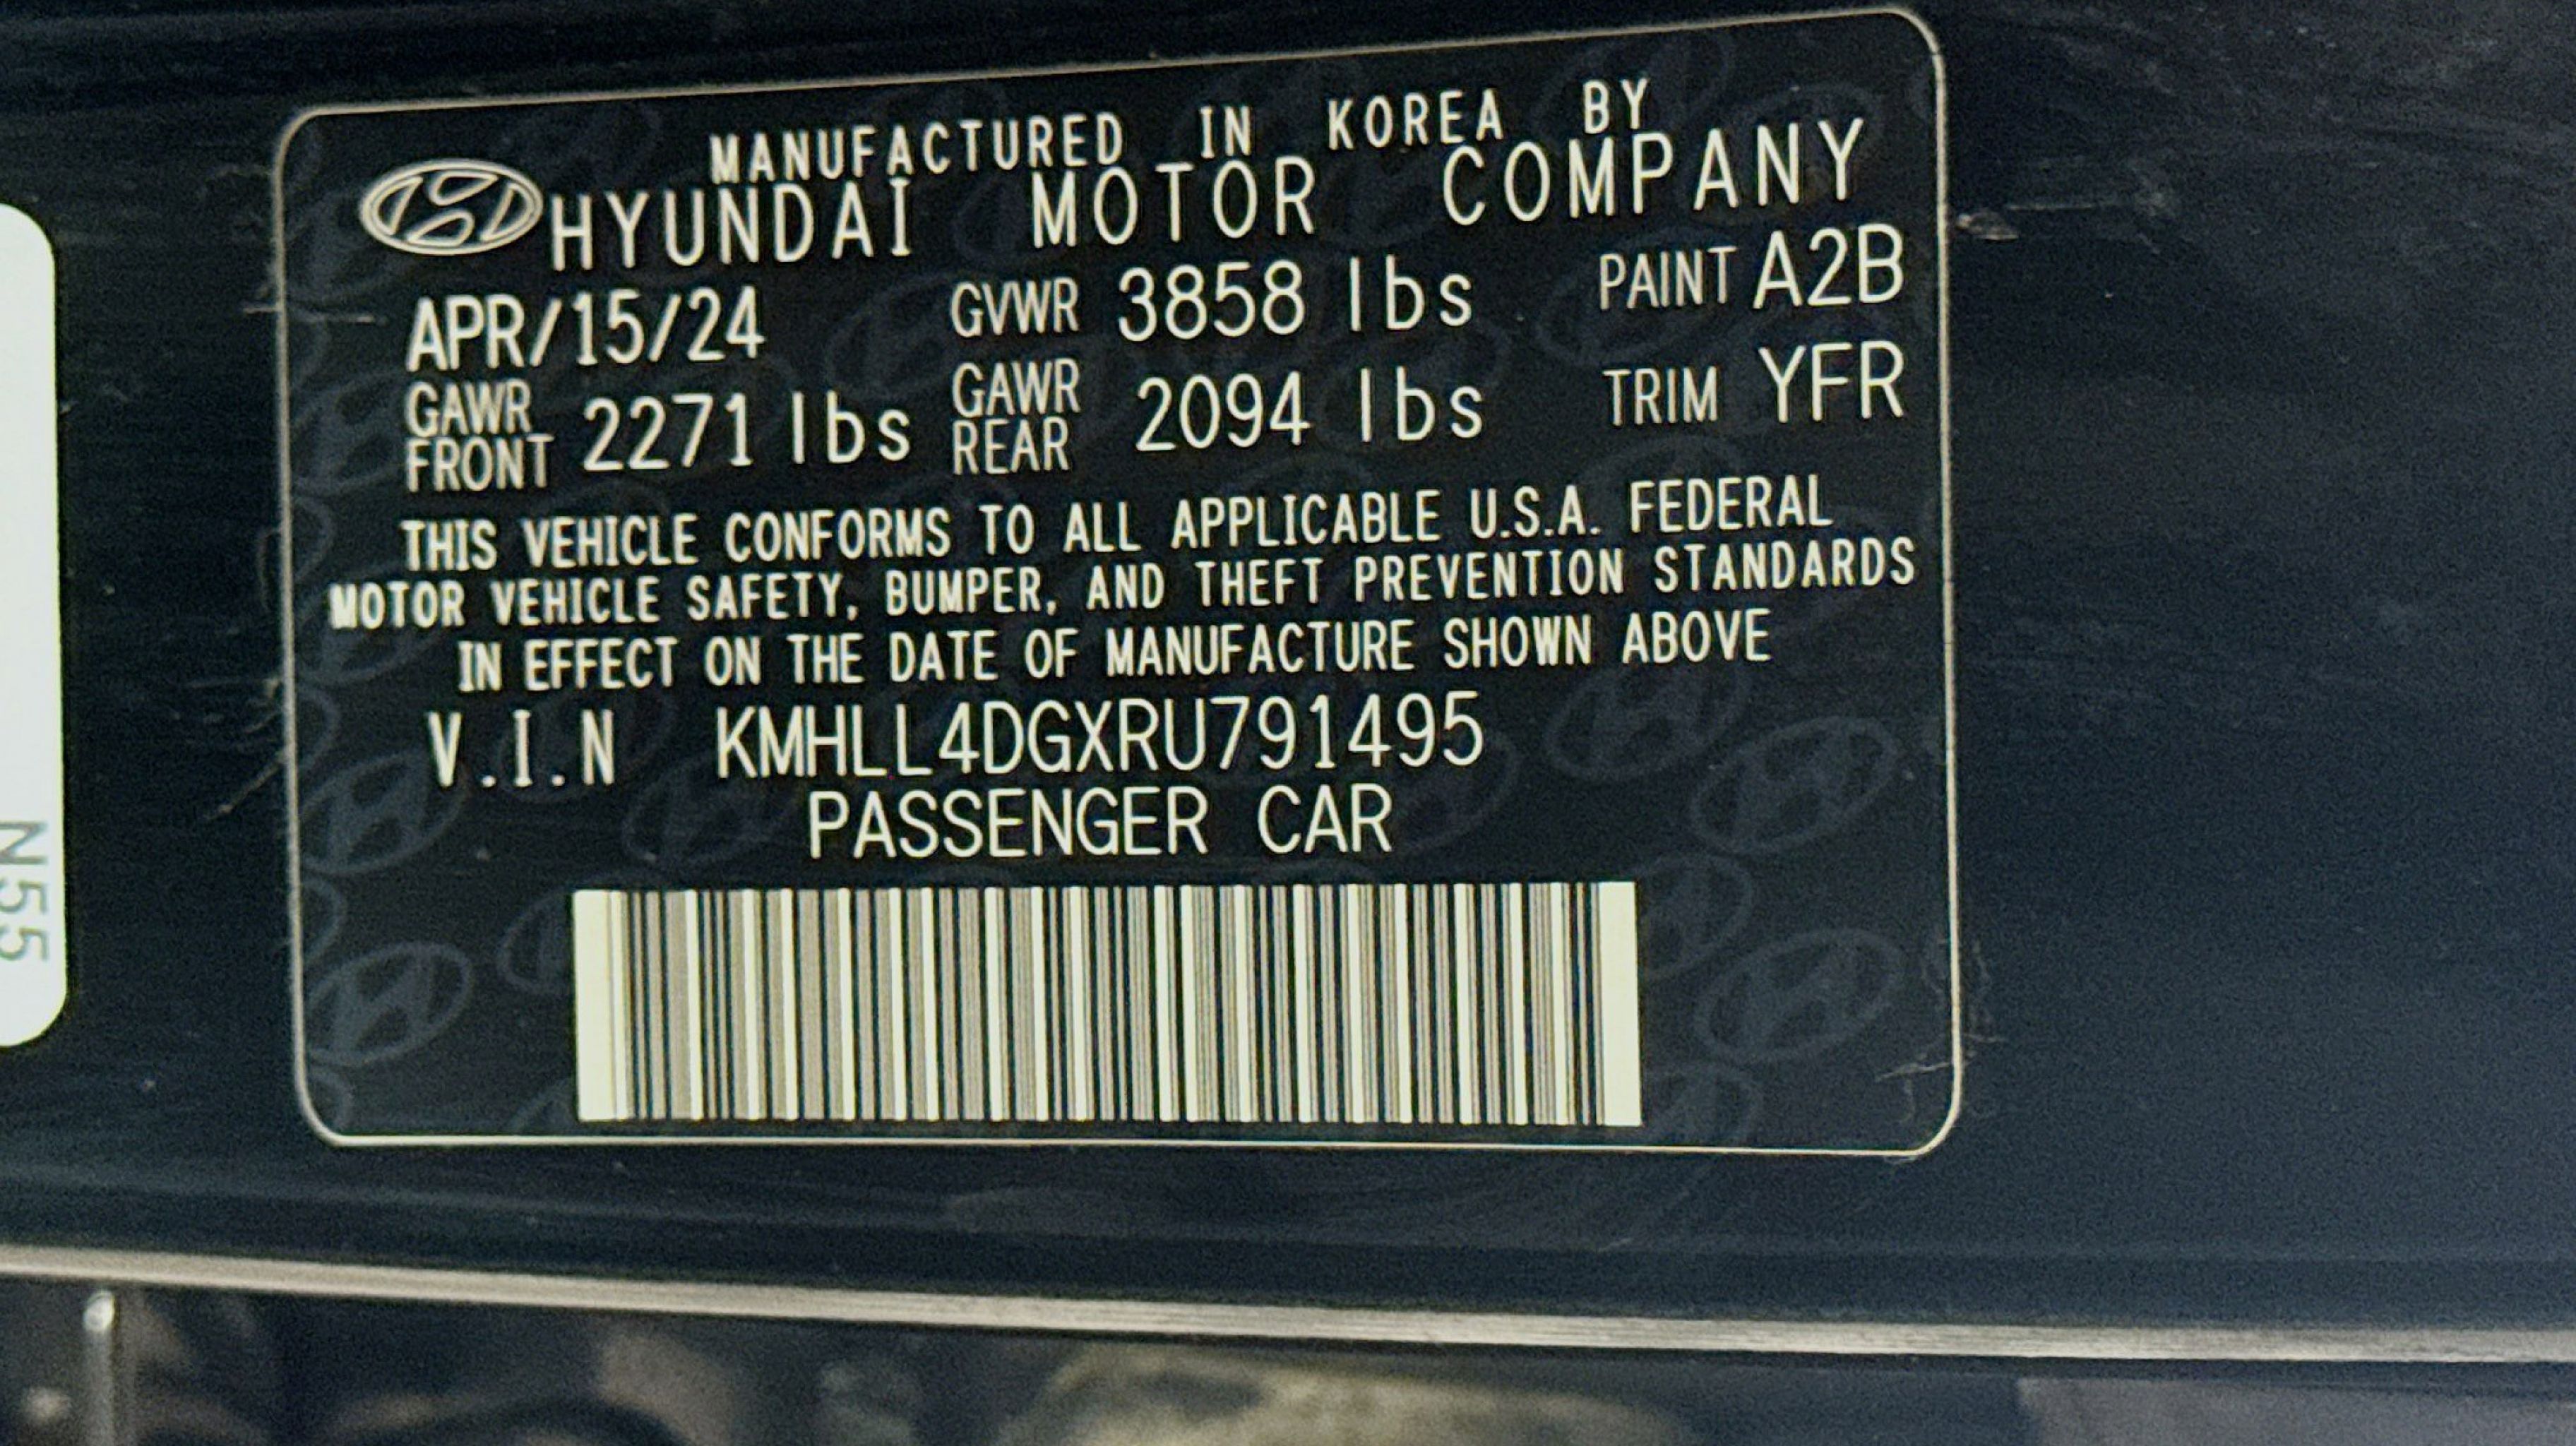 MANUFACTURED IN KOREA BY
HYUNDAI MOTOR COMPANY
APR/15/24 GVWR 3858 lbs PAINT A2B
GAWR FRONT 2271 lbs GAWR REAR 2094 lbs TRIM YFR
THIS VEHICLE CONFORMS TO ALL APPLICABLE U.S.A. FEDERAL
MOTOR VEHICLE SAFETY, BUMPER, AND THEFT PREVENTION STANDARDS
IN EFFECT ON THE DATE OF MANUFACTURE SHOWN ABOVE
V.I.N KMHLL4DGXRU791495
PASSENGER CAR
N55